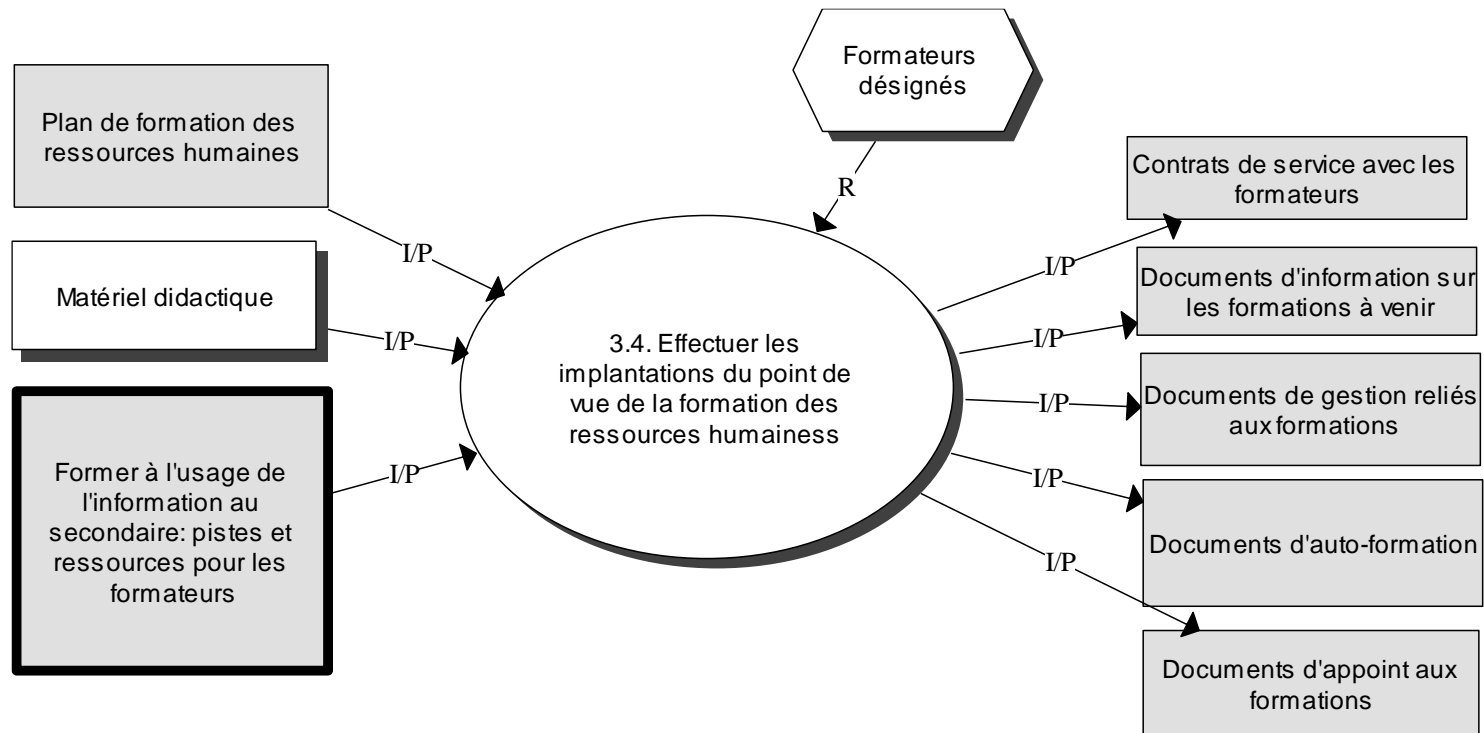 Formateurs
désignés
Plan de formation des
ressources humaines
R
Contrats de service avec les
formateurs
I/P
I/P
Matériel didactique
I/P
Documents d'information sur
les formations à venir
I/P
3.4. Effectuer les
implantations du point de
vue de la formation des
ressources humainess
I/P
Documents de gestion reliés
aux formations
Former à l'usage de
l'information au
secondaire: pistes et
ressources pour les
formateurs
I/P
I/P
Documents d'auto-formation
I/P
Documents d'appoint aux
formations